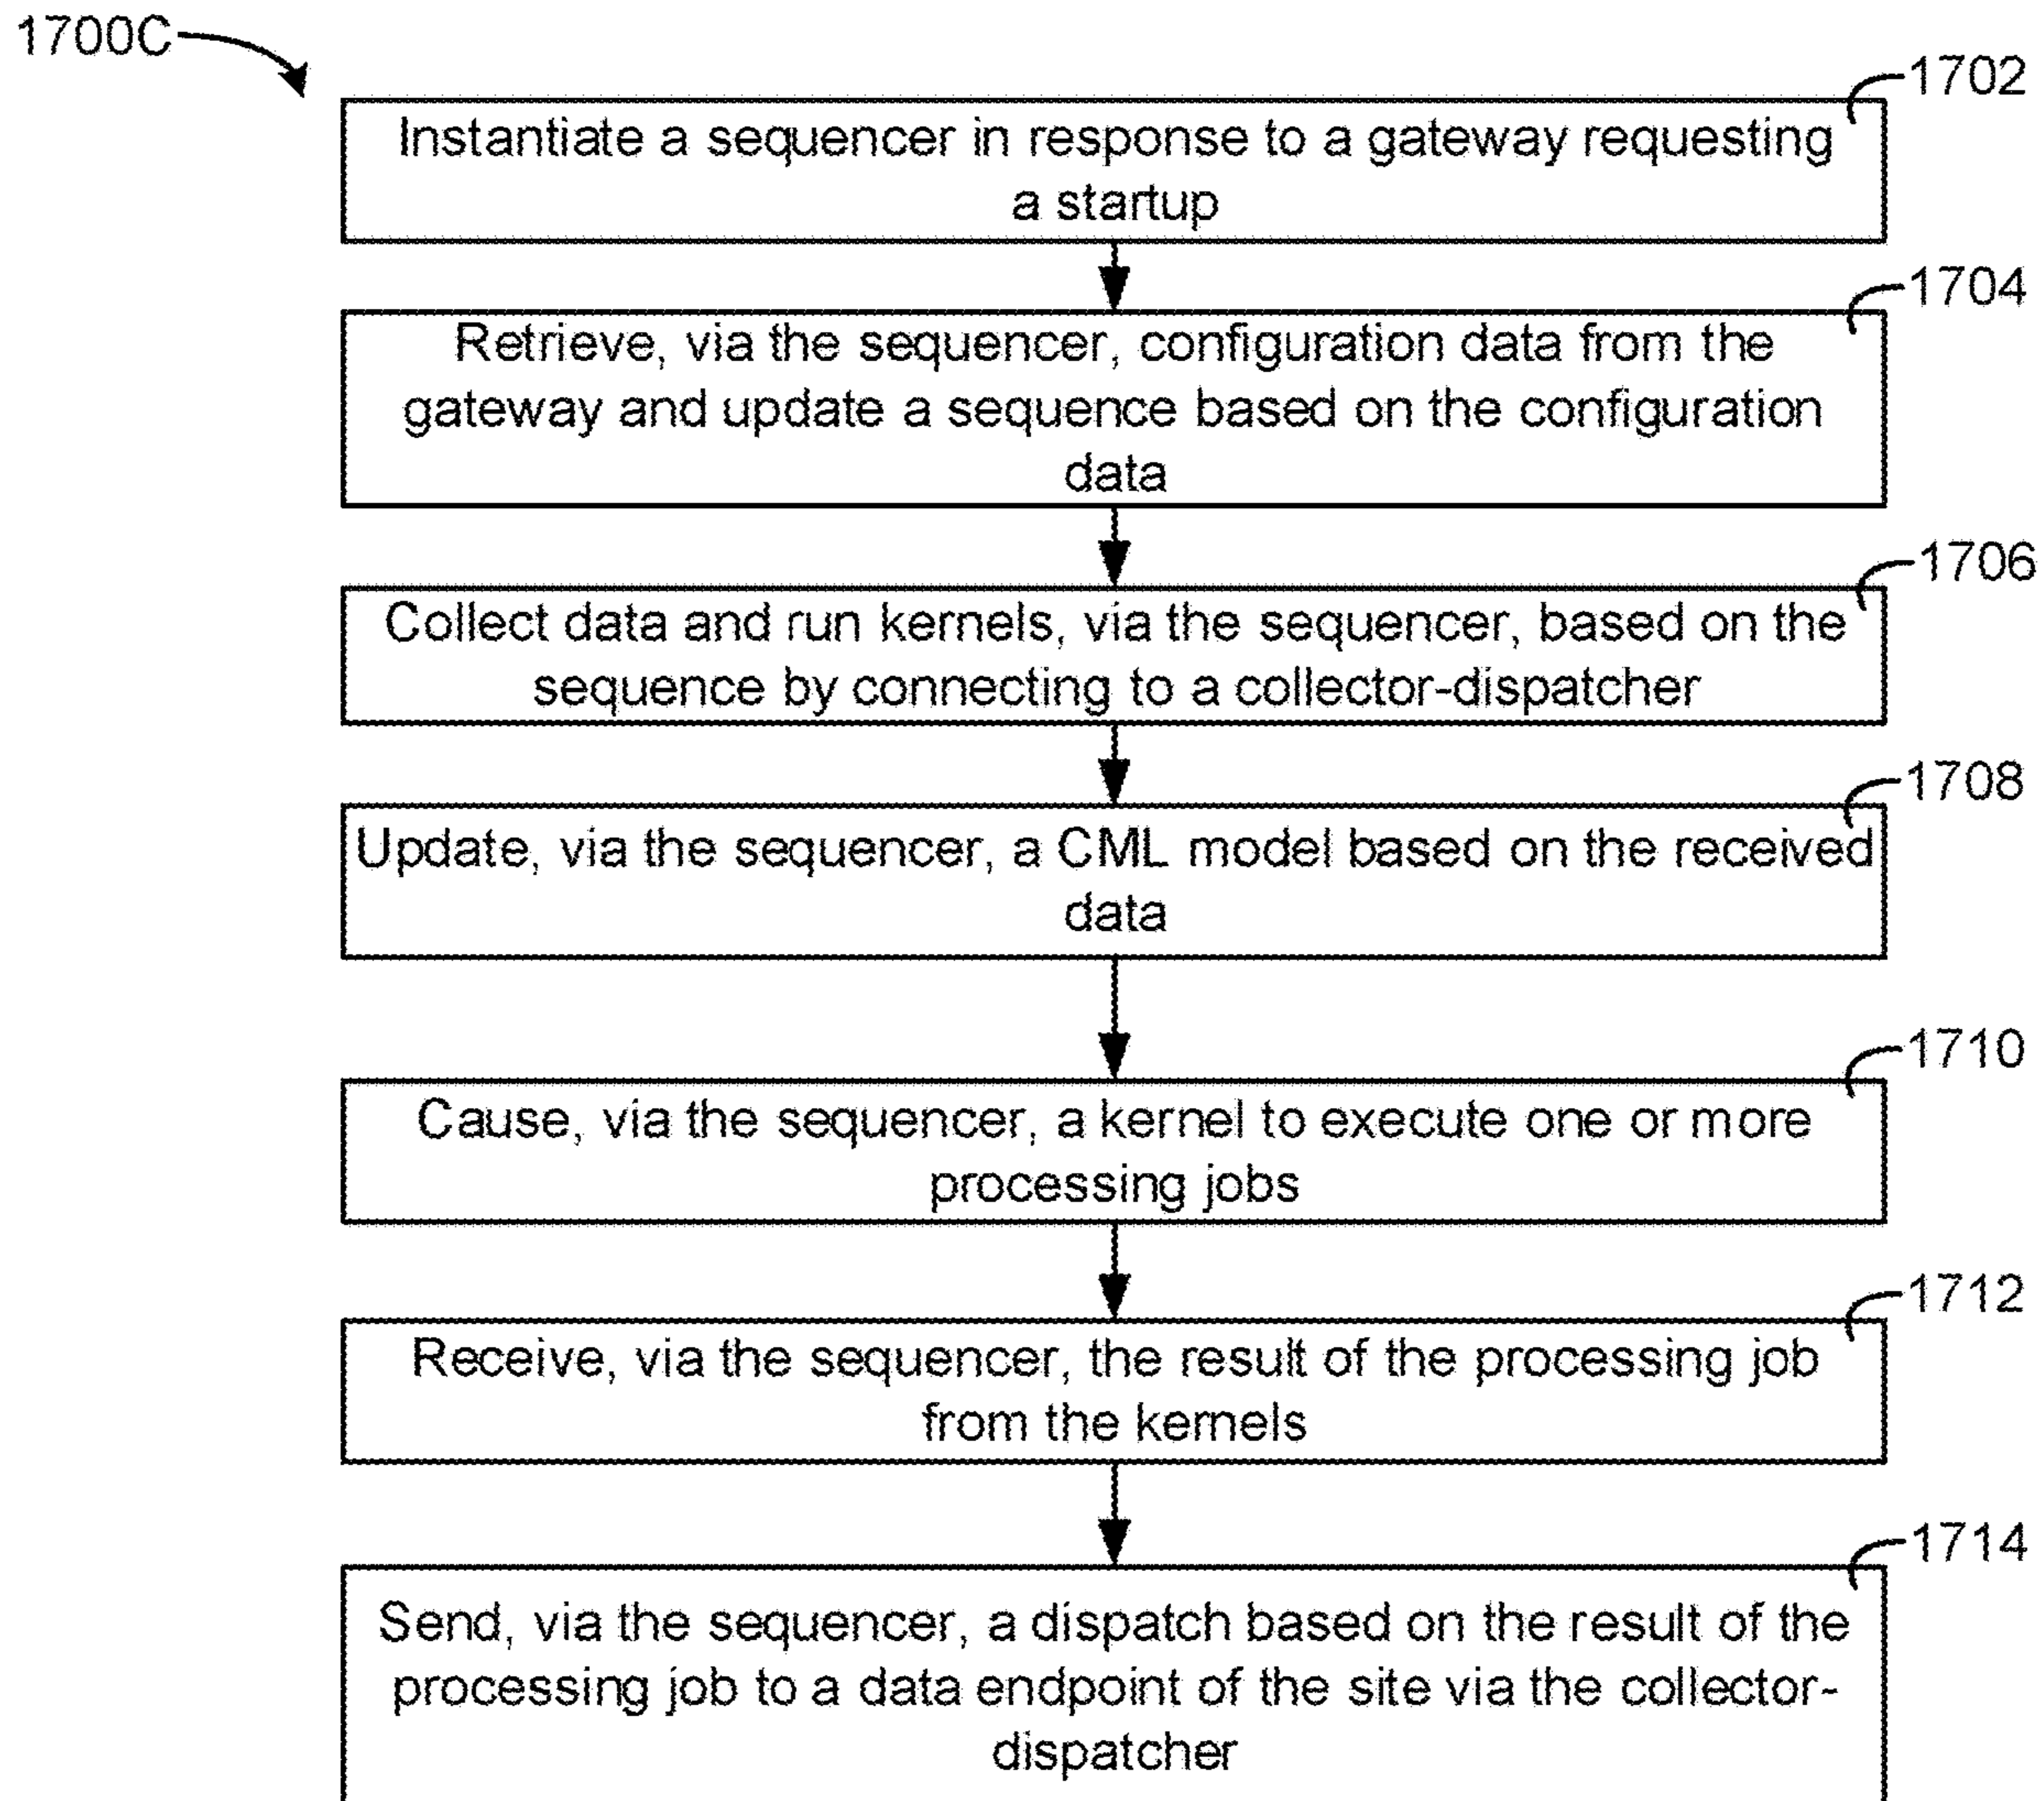 1700C
1702
Instantiate a sequencer in response to a gateway requesting
a startup
1704
Retrieve, via the sequencer, configuration data from the
gateway and update a sequence based on the configuration
data
1706
Collect data and run kernels, via the sequencer, based on the
sequence by connecting to a collector-dispatcher
1708
Update, via the sequencer, a CML model based on the received
data
1710
Cause, via the sequencer, a kernel to execute one or more
processing jobs
1712
Receive, via the sequencer, the result of the processing job
from the kernels
1714
Send, via the sequencer, a dispatch based on the result of the
processing job to a data endpoint of the site via the collector-
dispatcher